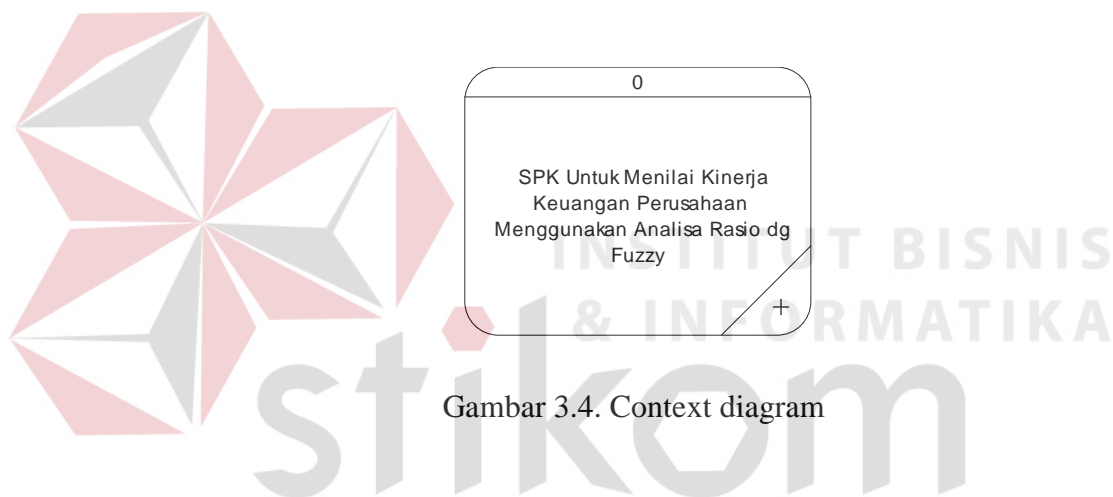 0
SPK Untuk Menilai Kinerja
Keuangan Perusahaan
Menggunakan Analisa Rasio dg
Fuzzy
+
INSTITUT BISNIS
& INFORMATIKA
stikom
Gambar 3.4. Context diagram